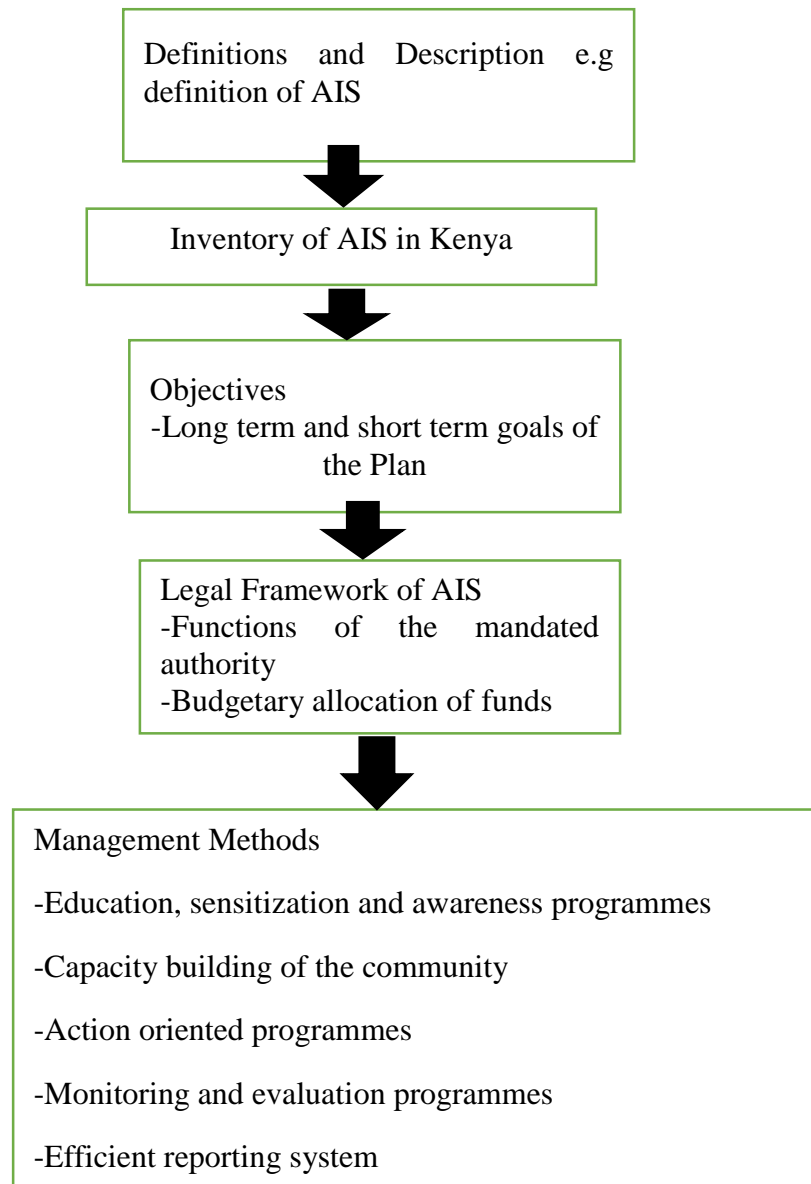 Definitions and Description e.g
definition of AIS
Inventory of AIS in Kenya
Objectives
-Long term and short term goals of
the Plan
Legal Framework of AIS
-Functions of the mandated
authority
-Budgetary allocation of funds
Management Methods
-Education, sensitization and awareness programmes
-Capacity building of the community
-Action oriented programmes
-Monitoring and evaluation programmes
-Efficient reporting system